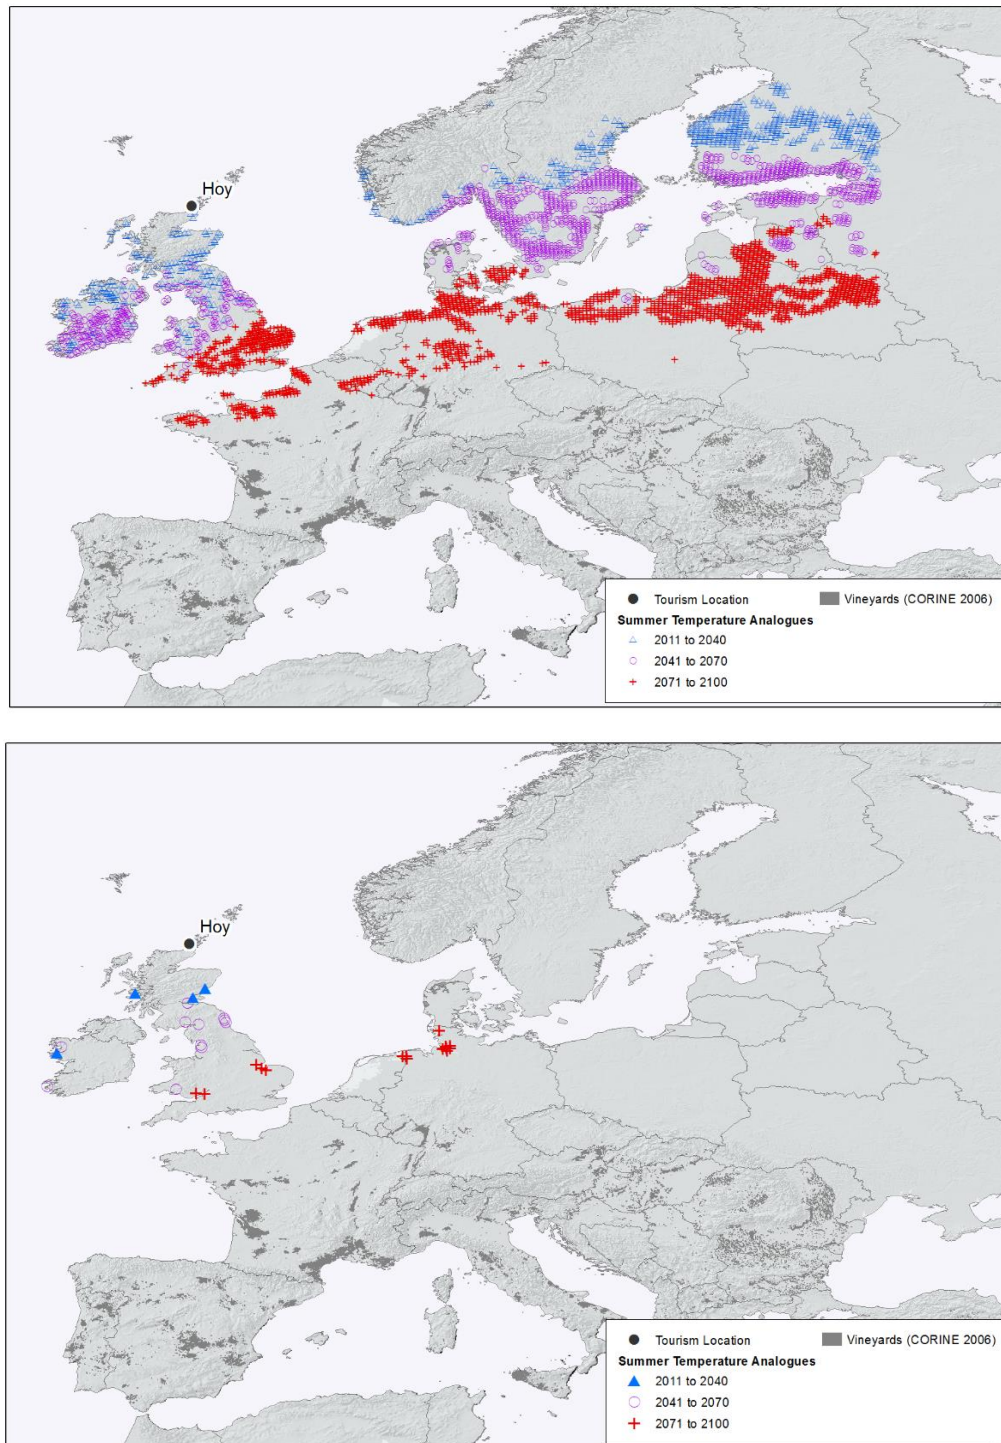 Hoy
Tourism Location
Vineyards (CORINE 2006)
Summer Temperature Analogues
2011 to 2040
2041 to 2070
2071 to 2100
Hoy
Tourism Location
Vineyards (CORINE 2006)
Summer Temperature Analogues
2011 to 2040
2041 to 2070
2071 to 2100